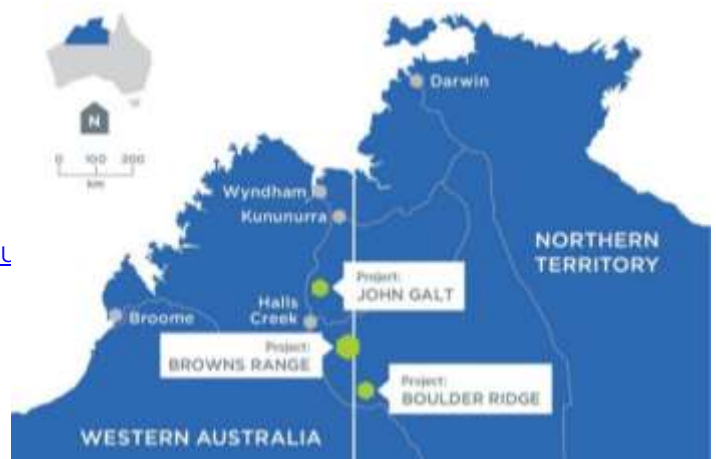 Darwin
N
0 100 200
km
Wyndham
Kununurra
NORTHERN
TERRITORY
Project:
JOHN GALT
Halls
Creek
Broome
Project:
BROWNS RANGE
Project:
BOULDER RIDGE
WESTERN AUSTRALIA